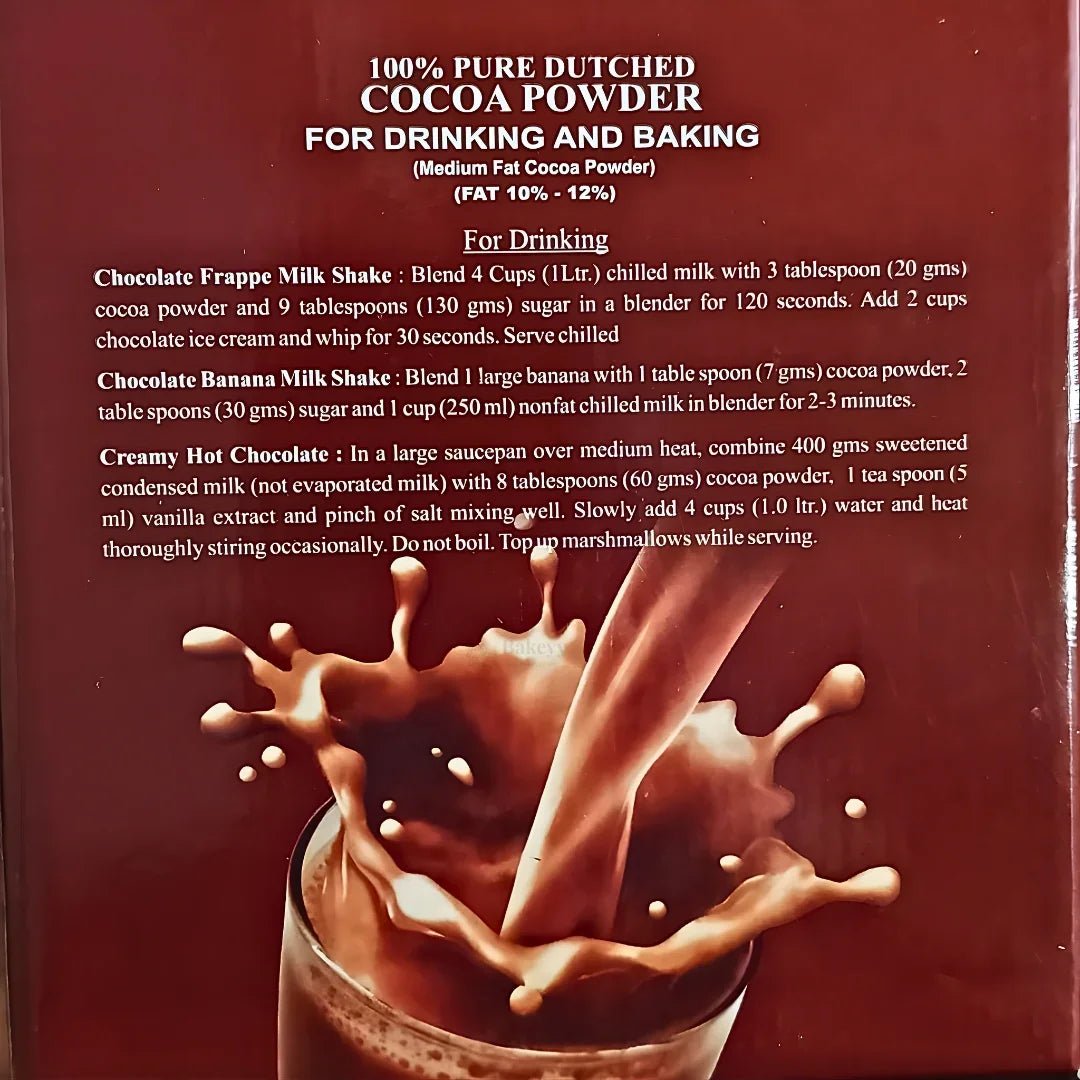 100% PURE DUTCHED
COCOA POWDER
FOR DRINKING AND BAKING
(Medium Fat Cocoa Powder)
(FAT 10% - 12%)
For Drinking
Chocolate Frappe Milk Shake : Blend 4 Cups (1Ltr.) chilled milk with 3 tablespoon (20 gms)
cocoa powder and 9 tablespoons (130 gms) sugar in a blender for 120 seconds. Add 2 cups
chocolate ice cream and whip for 30 seconds. Serve chilled
Chocolate Banana Milk Shake : Blend 1 large banana with 1 table spoon (7 gms) cocoa powder. 2
table spoons (30 gms) sugar and 1 cup (250 ml) nonfat chilled milk in blender for 2-3 minutes.
Creamy Hot Chocolate : In a large saucepan over medium heat, combine 400 gms sweetened
condensed milk (not evaporated milk) with 8 tablespoons (60 gms) cocoa powder. 1 tea spoon (5
ml) vanilla extract and pinch of salt mixing well. Slowly add 4 cups (1.0 ltr.) water and heat
thoroughly stiring occasionally. Do not boil. Top up marshmallows while serving.